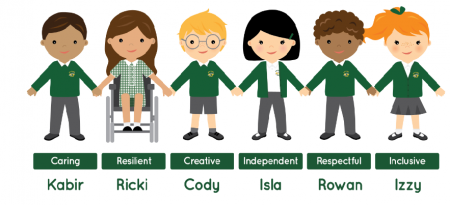 Caring Resilient Creative Independent Respectful Inclusive
Kabir Ricki Cody Isla Rowan Izzy